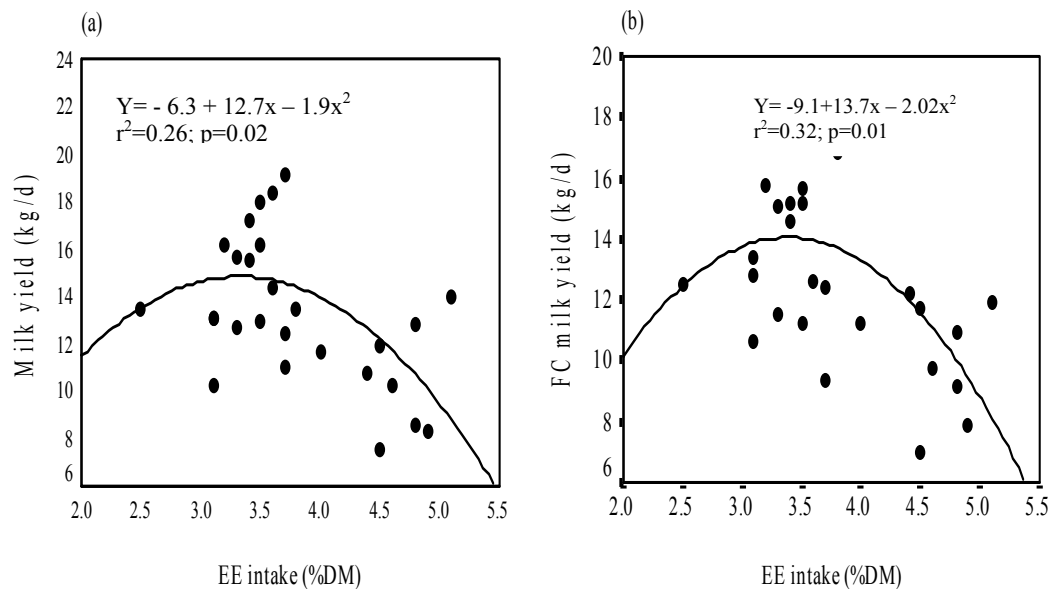 (a)
24
22
20
18
16
14
12
10
8
6
Milk yield (kg/d)
Y= - 6.3 + 12.7x – 1.9x²
r²=0.26; p=0.02
2.0 2.5 3.0 3.5 4.0 4.5 5.0 5.5
EE intake (%DM)
(b)
20
18
16
14
12
10
8
6
FC milk yield (kg/d)
Y= -9.1+13.7x – 2.02x²
r²=0.32; p=0.01
2.0 2.5 3.0 3.5 4.0 4.5 5.0 5.5
EE intake (%DM)